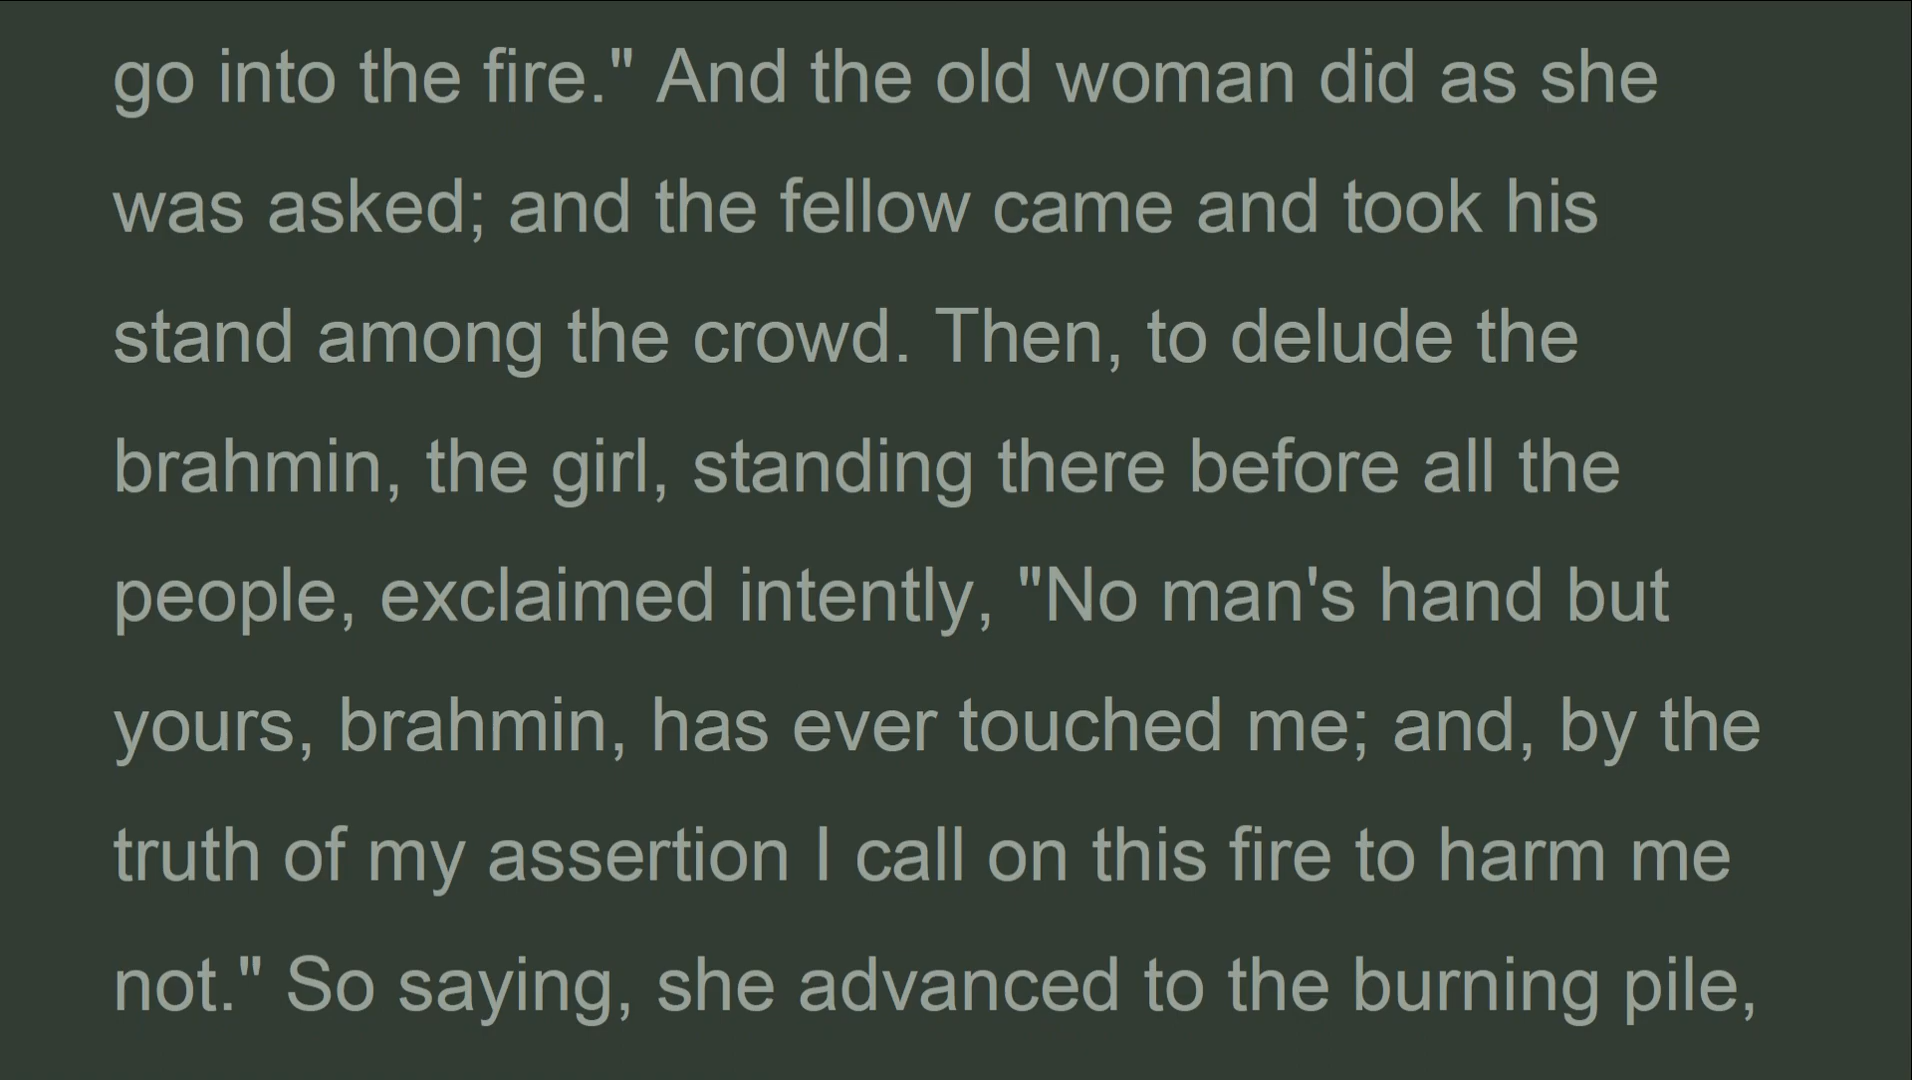 go into the fire." And the old woman did as she
was asked; and the fellow came and took his
stand among the crowd. Then, to delude the
brahmin, the girl, standing there before all the
people, exclaimed intently, "No man's hand but
yours, brahmin, has ever touched me; and, by the
truth of my assertion I call on this fire to harm me
not." So saying, she advanced to the burning pile,